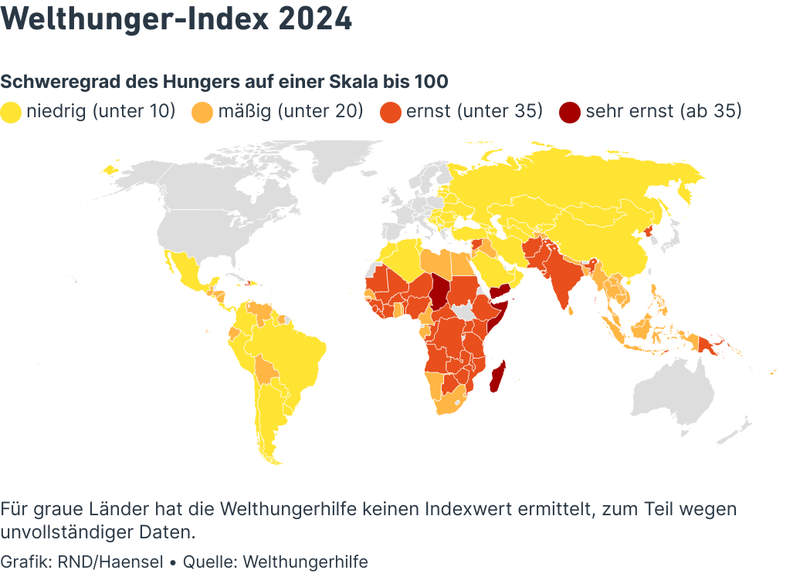 Welthunger-Index 2024
Schweregrad des Hungers auf einer Skala bis 100
niedrig (unter 10) mäßig (unter 20) ernst (unter 35) sehr ernst (ab 35)
Für graue Länder hat die Welthungerhilfe keinen Indexwert ermittelt, zum Teil wegen
unvollständiger Daten.
Grafik: RND/Haensel • Quelle: Welthungerhilfe